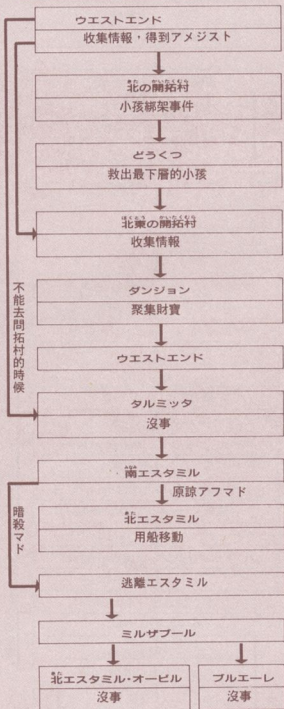 ウエストエンド
收集情報・得到アメジスト
北の開拓村
小孩綁架事件
どうくつ
救出最下層的小孩
北東の開拓村
收集情報
ダンジョン
聚集財寶
ウエストエンド
不能去問拓村的時候
タルミッタ
沒事
南エスタミル
原諒アフマド
北エスタミル
用船移動
暗殺マド
逃離エスタミル
ミルザブール
北エスタミル・オービル
沒事
ブルエーレ
沒事